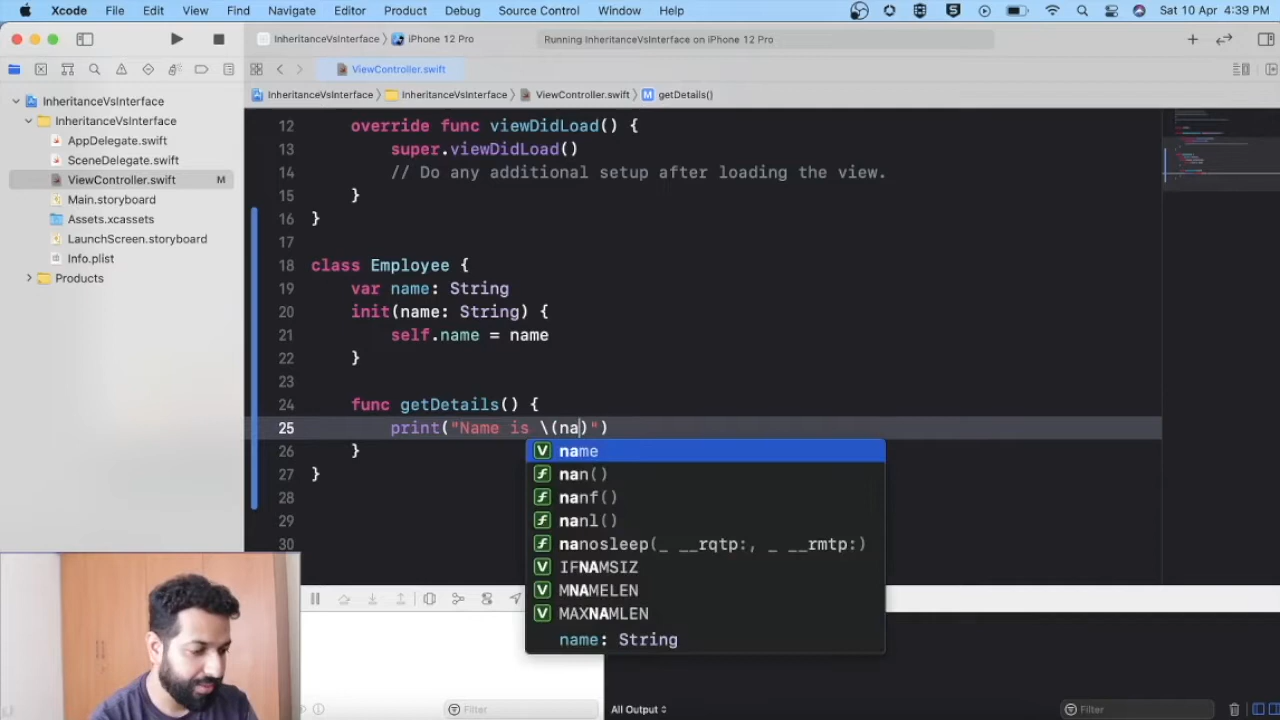 Xcode File Edit View Find Navigate Editor Product Debug Source Control Window Help Sat 10 Apr 4:39 PM
InheritanceVsInterface iPhone 12 Pro Running InheritanceVsInterface on iPhone 12 Pro
ViewController.swift
InheritanceVsInterface InheritanceVsInterface ViewController.swift M getDetails()
InheritanceVsInterface
InheritanceVsInterface
AppDelegate.swift
SceneDelegate.swift
ViewController.swift M
Main.storyboard
Assets.xcassets
LaunchScreen.storyboard
Info.plist
Products
12 override func viewDidLoad() {
13 super.viewDidLoad()
14 // Do any additional setup after loading the view.
15 }
16 }
17
18 class Employee {
19 var name: String
20 init(name: String) {
21 self.name = name
22 }
23
24 func getDetails() {
25 print("Name is \(na)")
26 }
27 }
28
29
30
V name
f nan()
f nanf()
f nanl()
f nanosleep(_ __rqtp:, _ __rmtp:)
V IFNAMSIZ
V MNAMELEN
V MAXNAMLEN
name: String
Filter All Output Filter